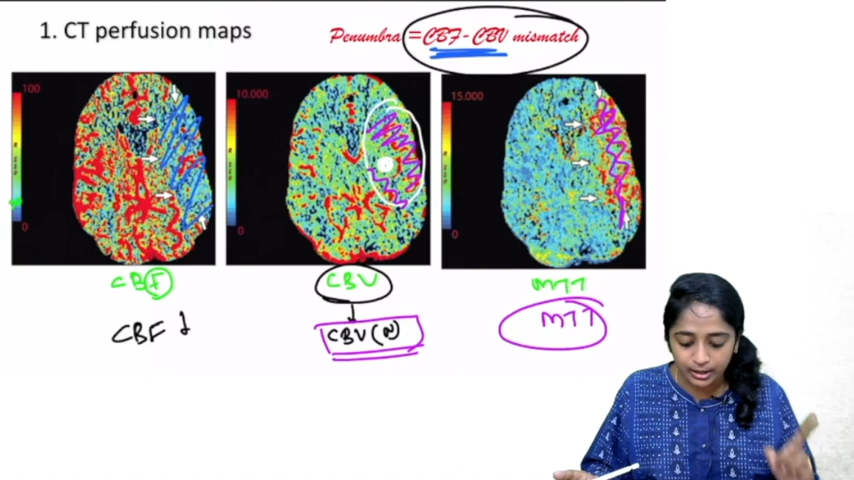 1. CT perfusion maps
Penumbra =CBF-CBV mismatch
100
10.000
15.000
0
0
0
CBF
CBV
MTT
CBF ↓
CBV (N)
MTT